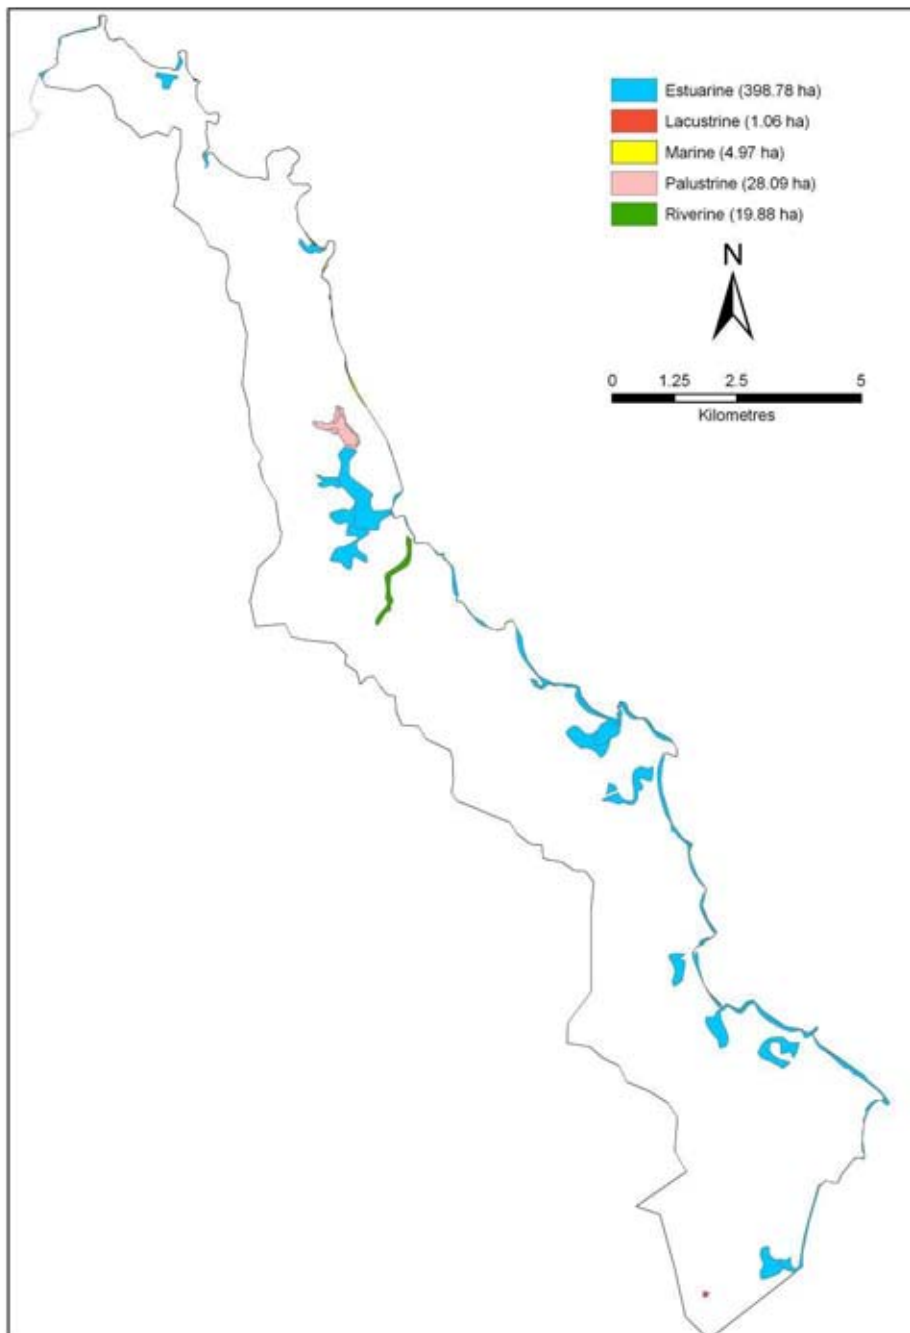 Estuarine (398.78 ha)
Lacustrine (1.06 ha)
Marine (4.97 ha)
Palustrine (28.09 ha)
Riverine (19.88 ha)
N
0 1.25 2.5 5
Kilometres